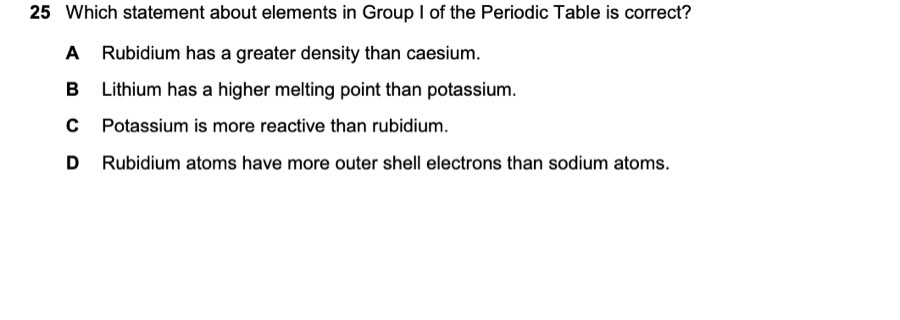 25 Which statement about elements in Group I of the Periodic Table is correct?
A Rubidium has a greater density than caesium.
B Lithium has a higher melting point than potassium.
C Potassium is more reactive than rubidium.
D Rubidium atoms have more outer shell electrons than sodium atoms.